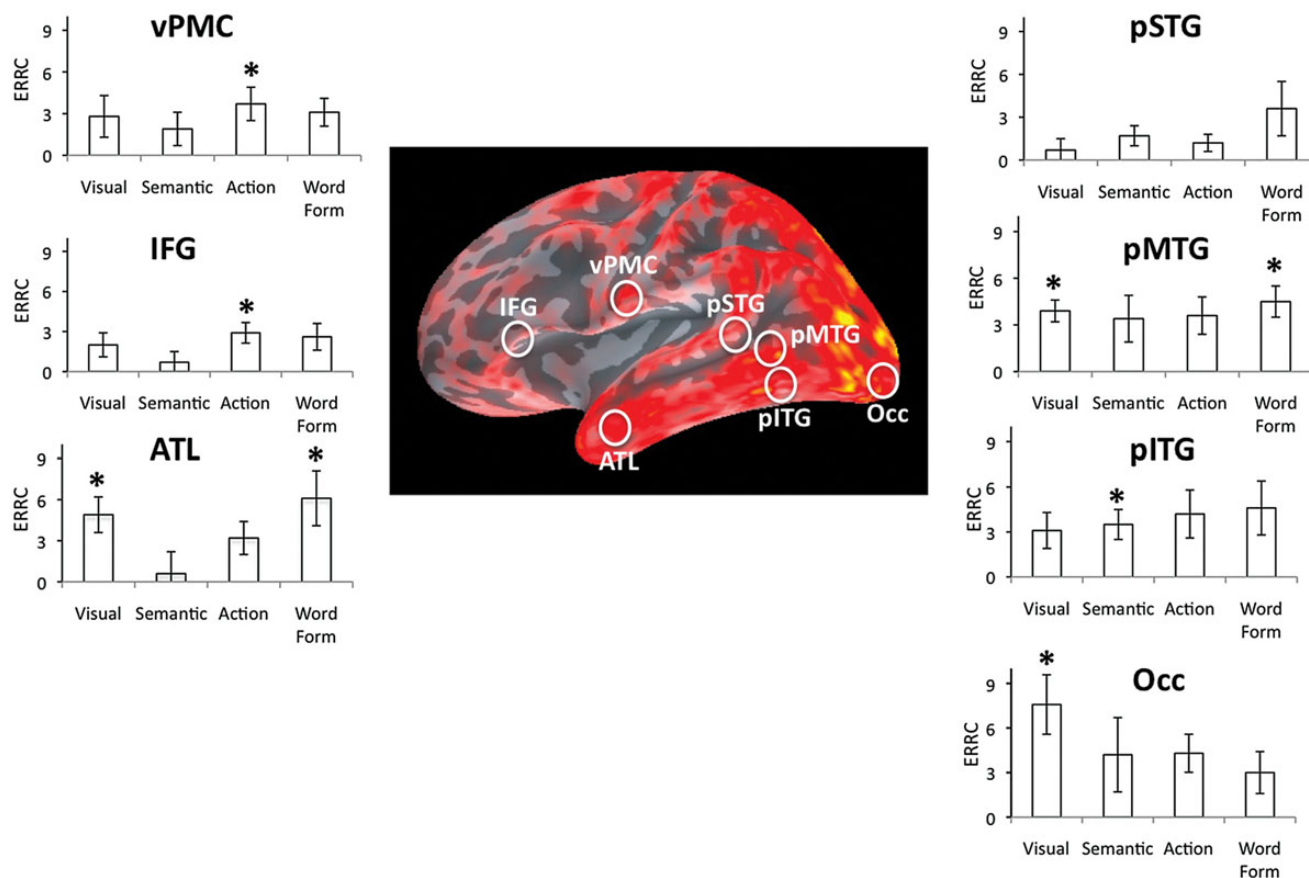 vPMC
9
6
3
0
ERRC
*
Visual Semantic Action Word
Form
IFG
9
6
3
0
ERRC
*
Visual Semantic Action Word
Form
ATL
9
6
3
0
ERRC
* *
Visual Semantic Action Word
Form
vPMC
IFG
pSTG
pMTG
pITG
Occ
ATL
pSTG
9
6
3
0
ERRC
Visual Semantic Action Word
Form
pMTG
9
6
3
0
ERRC
* *
Visual Semantic Action Word
Form
pITG
9
6
3
0
ERRC
*
Visual Semantic Action Word
Form
Occ
9
6
3
0
ERRC
*
Visual Semantic Action Word
Form